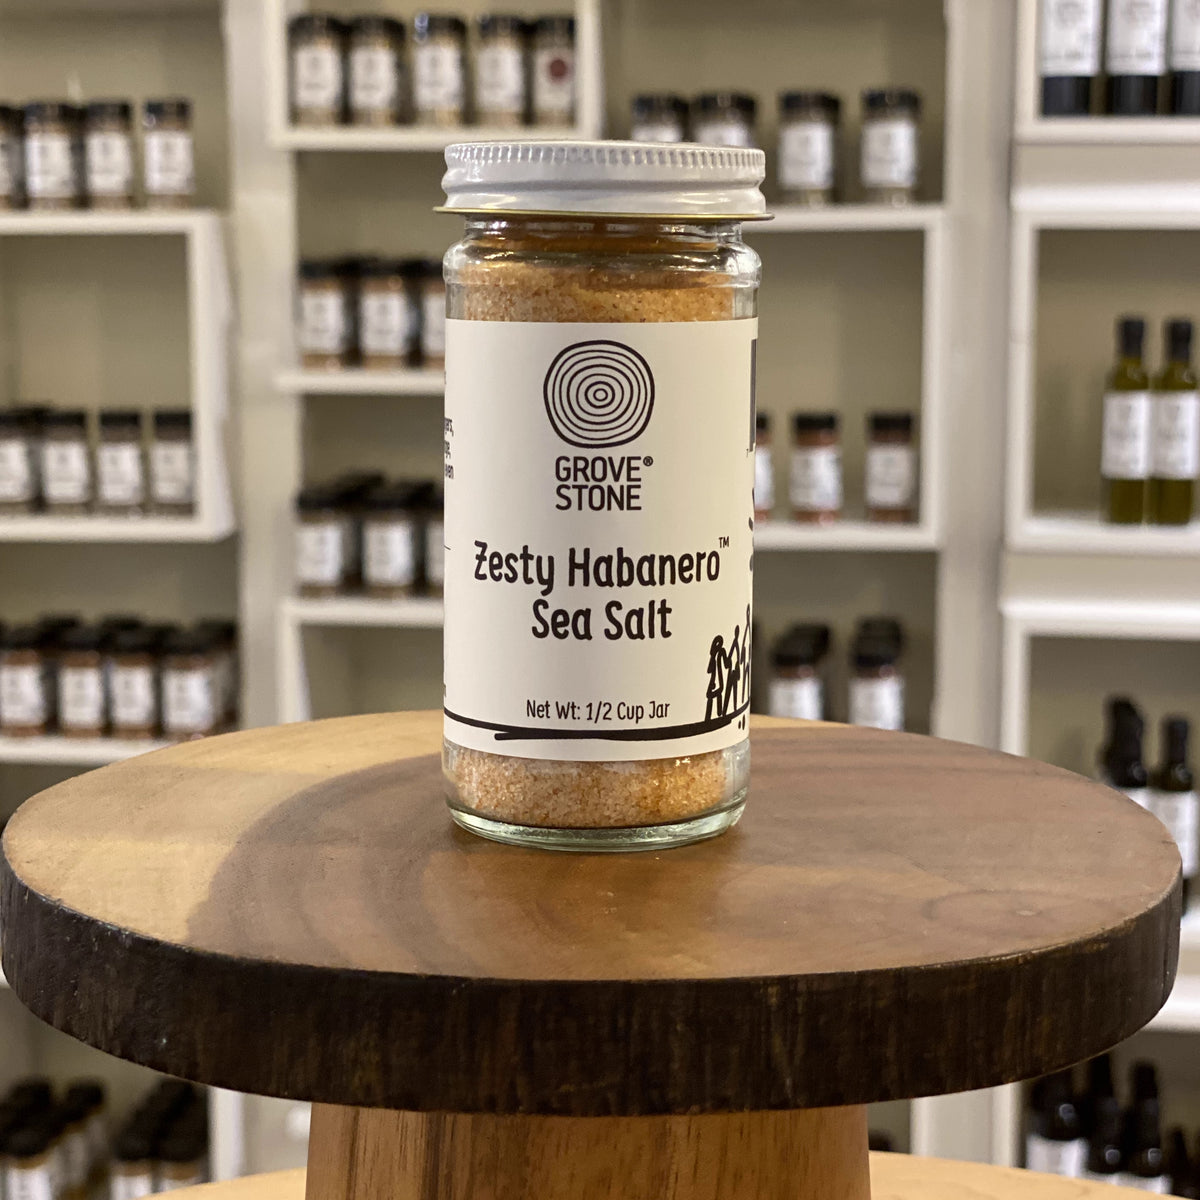 GROVE®
STONE
Zesty Habanero™
Sea Salt
Net Wt: 1/2 Cup Jar